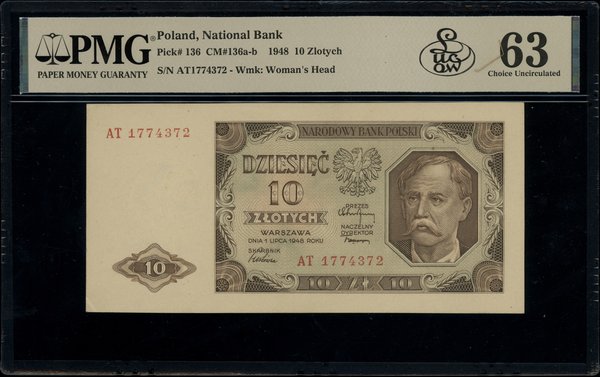 PMG
PAPER MONEY GUARANTY
Poland, National Bank
Pick# 136 CM#136a-b 1948 10 Zlotych
S/N AT1774372 - Wmk: Woman's Head
63
Choice Uncirculated
AT 1774372
NARODOWY BANK POLSKI
DZIESIĘĆ
10
ZŁOTYCH
WARSZAWA
DNIA 1 LIPCA 1948 ROKU
SKARBNIK
PREZES
NACZELNY
DYREKTOR
AT 1774372
10
10 ZŁ 10